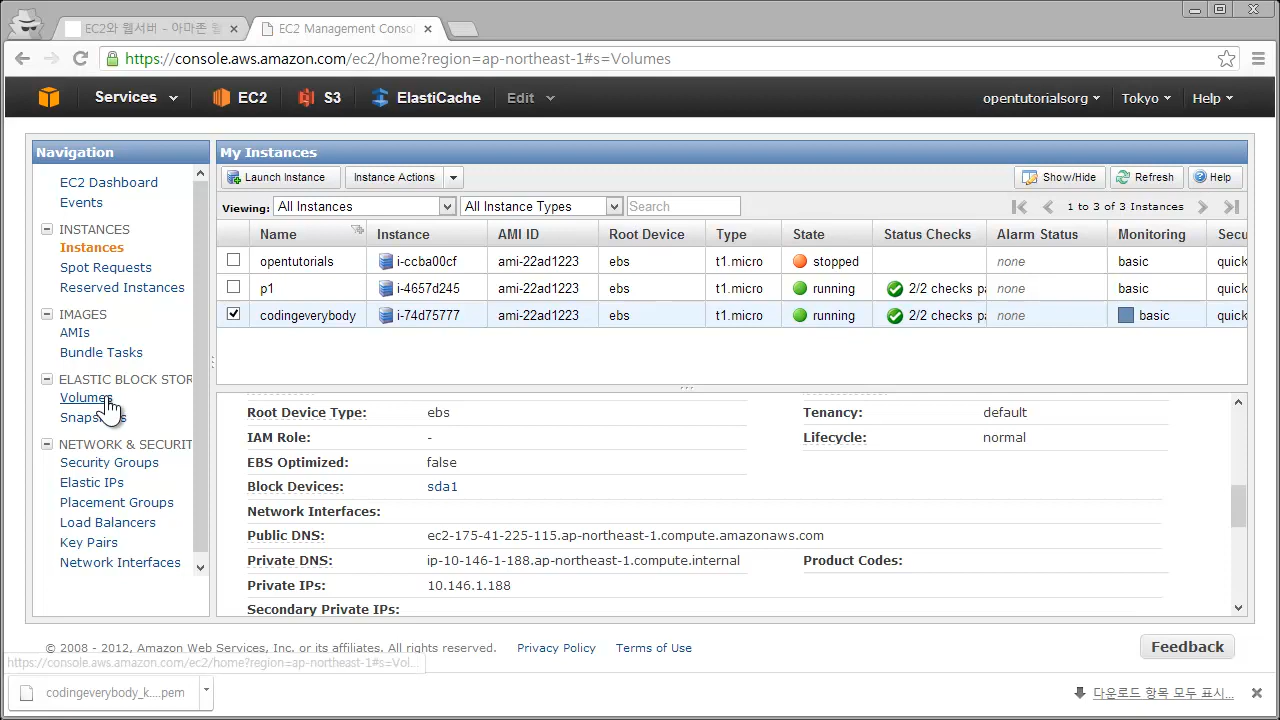 EC2와 웹서버 - 아마존 웹
EC2 Management Conso
https://console.aws.amazon.com/ec2/home?region=ap-northeast-1#s=Volumes
Services EC2 S3 ElastiCache Edit opentutorialsorg Tokyo Help
Navigation
EC2 Dashboard
Events
INSTANCES
Instances
Spot Requests
Reserved Instances
IMAGES
AMIs
Bundle Tasks
ELASTIC BLOCK STOR
Volumes
Snapshots
NETWORK & SECURIT
Security Groups
Elastic IPs
Placement Groups
Load Balancers
Key Pairs
Network Interfaces
My Instances
Launch Instance Instance Actions Show/Hide Refresh Help
Viewing: All Instances All Instance Types Search 1 to 3 of 3 Instances
Name Instance AMI ID Root Device Type State Status Checks Alarm Status Monitoring Secu
opentutorials i-ccba00cf ami-22ad1223 ebs t1.micro stopped none basic quick
p1 i-4657d245 ami-22ad1223 ebs t1.micro running 2/2 checks pa none basic quick
codingeverybody i-74d75777 ami-22ad1223 ebs t1.micro running 2/2 checks pa none basic quick
Root Device Type: ebs Tenancy: default
IAM Role: - Lifecycle: normal
EBS Optimized: false
Block Devices: sda1
Network Interfaces:
Public DNS: ec2-175-41-225-115.ap-northeast-1.compute.amazonaws.com
Private DNS: ip-10-146-1-188.ap-northeast-1.compute.internal Product Codes:
Private IPs: 10.146.1.188
Secondary Private IPs:
© 2008 - 2012, Amazon Web Services, Inc. or its affiliates. All rights reserved. Privacy Policy Terms of Use Feedback
https://console.aws.amazon.com/ec2/home?region=ap-northeast-1#s=Vol...
codingeverybody_k....pem 다운로드 항목 모두 표시...